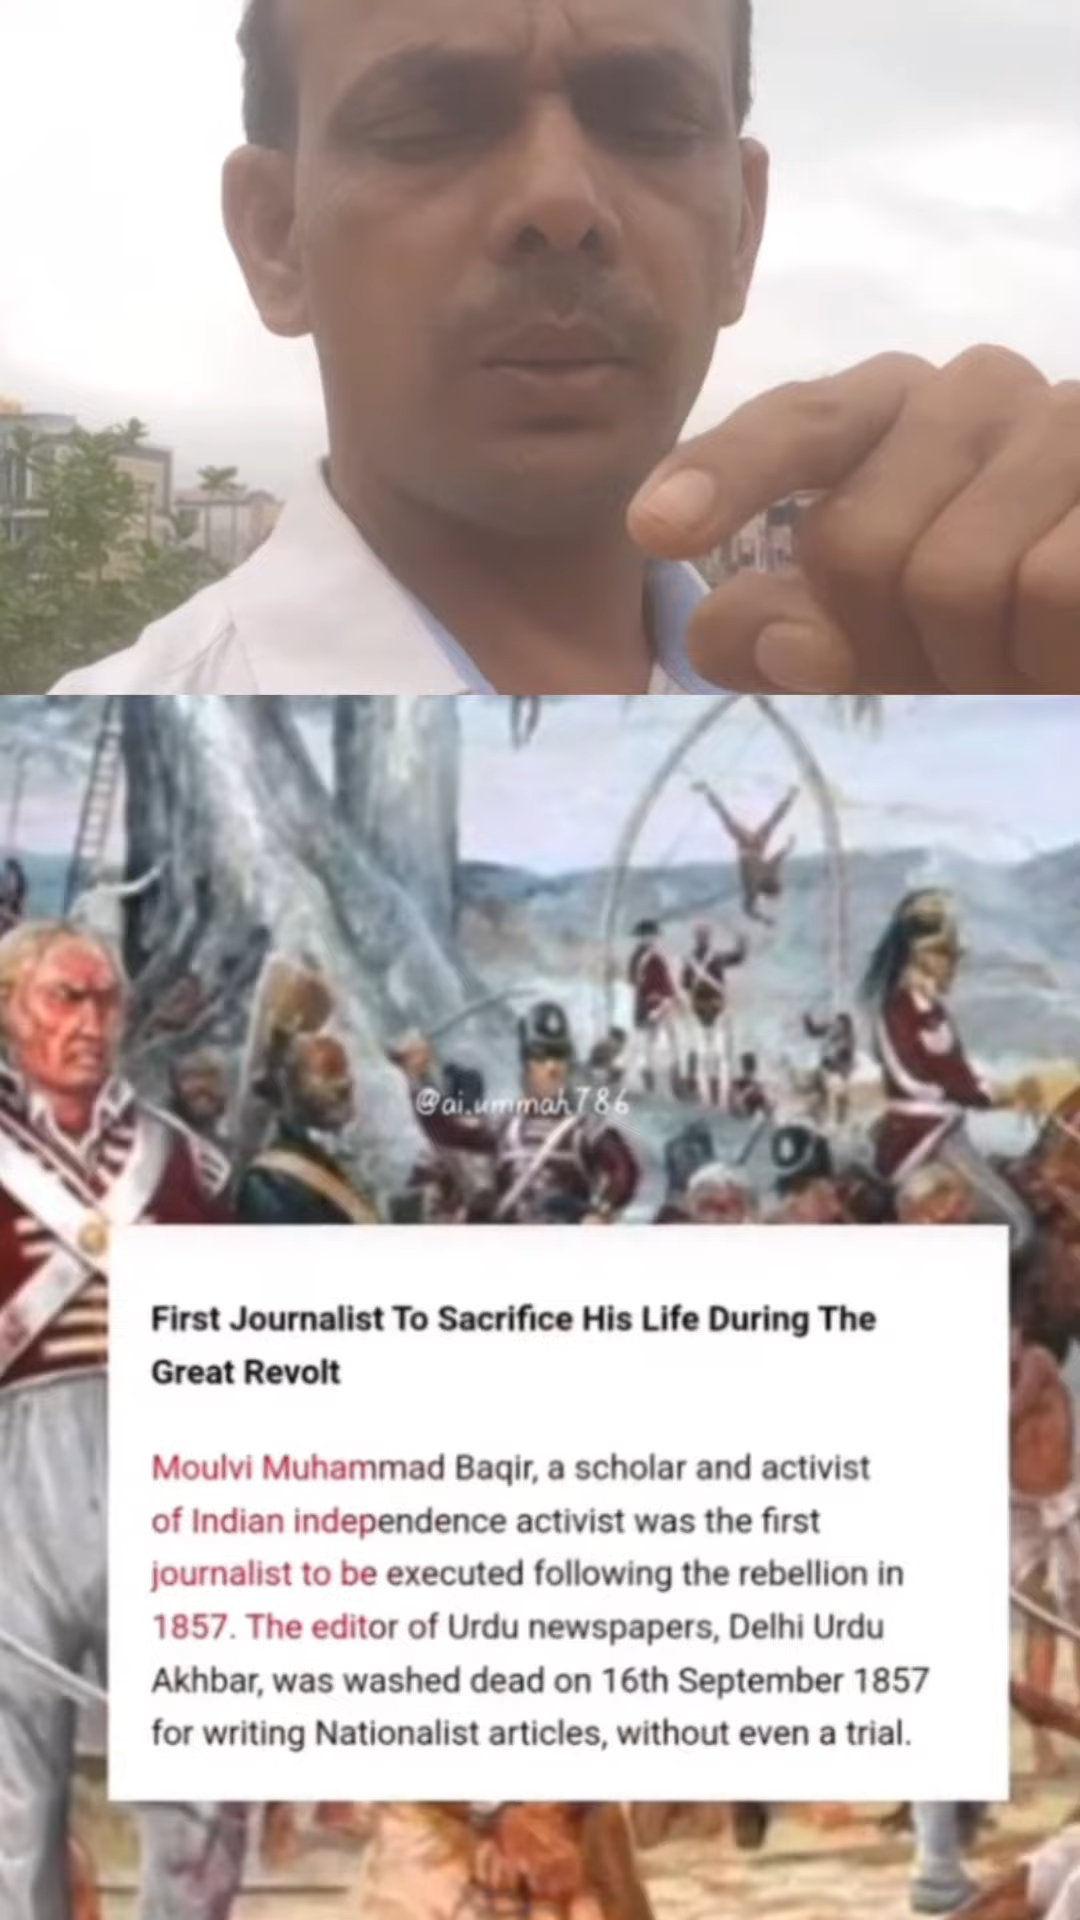 @ai.ummah786
First Journalist To Sacrifice His Life During The
Great Revolt
Moulvi Muhammad Baqir, a scholar and activist
of Indian independence activist was the first
journalist to be executed following the rebellion in
1857. The editor of Urdu newspapers, Delhi Urdu
Akhbar, was washed dead on 16th September 1857
for writing Nationalist articles, without even a trial.